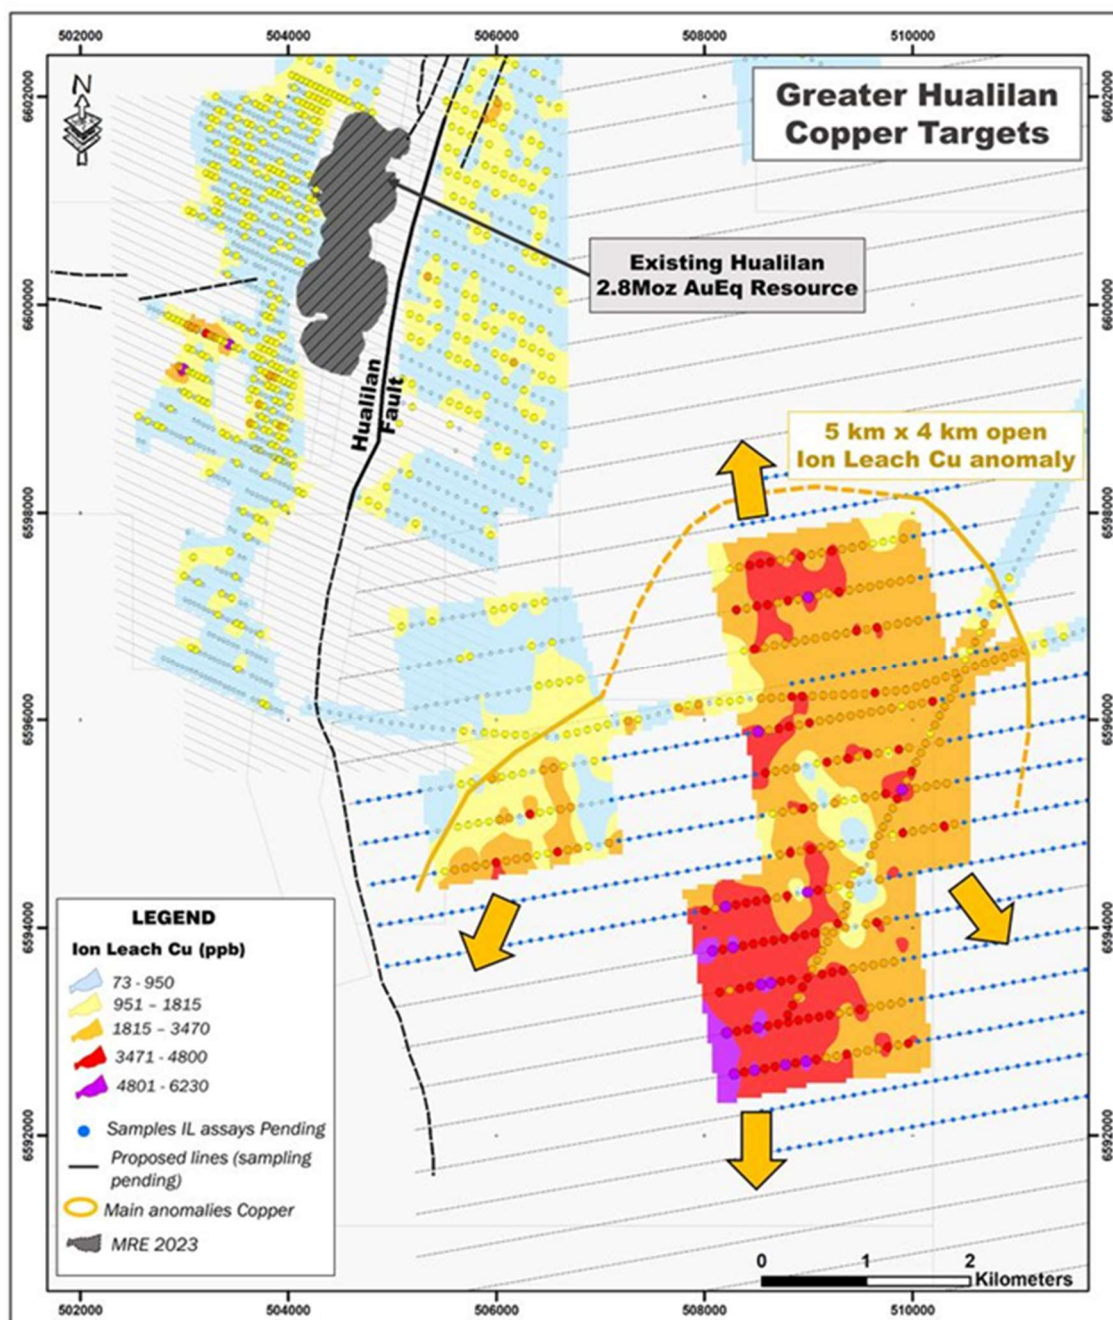 502000 504000 506000 508000 510000
N
Greater Hualilan
Copper Targets
6602000 6602000
Existing Hualilan
2.8Moz AuEq Resource
6600000 6600000
Hualilan
Fault
5 km x 4 km open
Ion Leach Cu anomaly
6598000 6598000
6596000 6596000
LEGEND
Ion Leach Cu (ppb)
73 - 950
951 – 1815
1815 – 3470
3471 - 4800
4801 - 6230
Samples IL assays Pending
Proposed lines (sampling
pending)
Main anomalies Copper
MRE 2023
6594000 6594000
6592000 6592000
0 1 2
Kilometers
502000 504000 506000 508000 510000